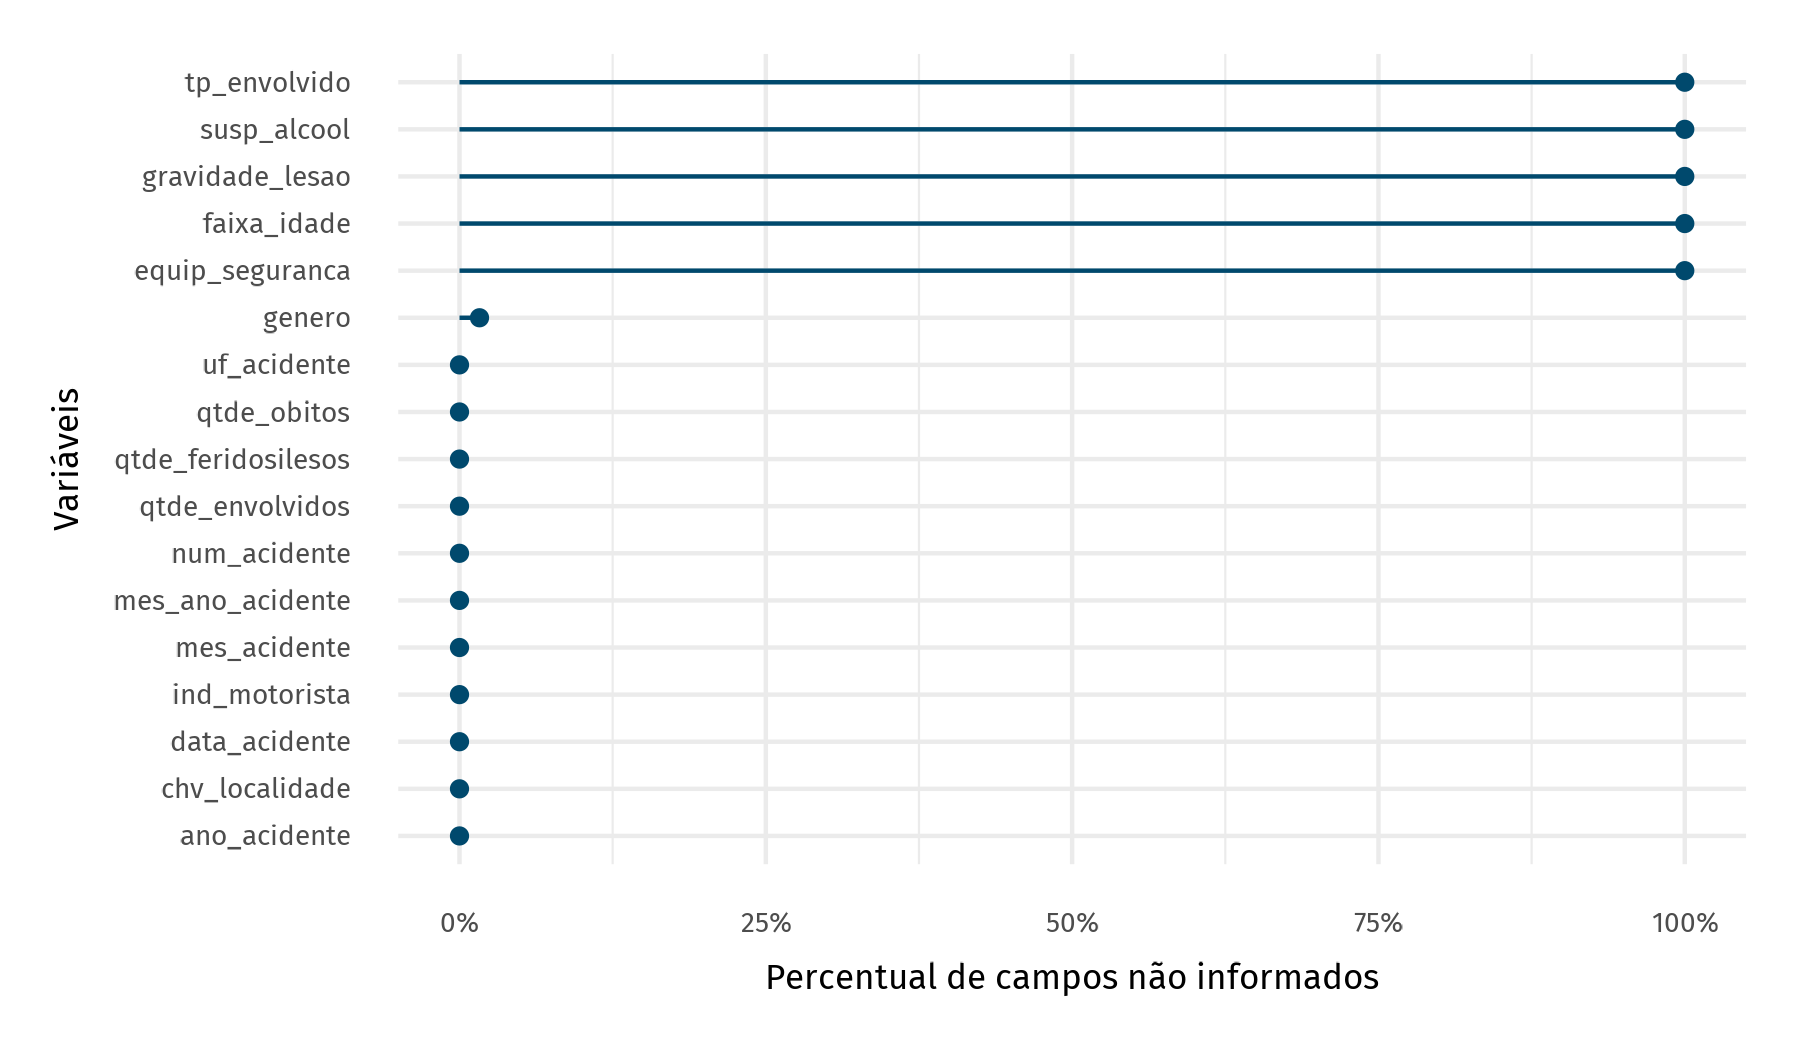 tp_envolvido
susp_alcool
gravidade_lesao
faixa_idade
equip_seguranca
genero
uf_acidente
qtde_obitos
qtde_feridosilesos
qtde_envolvidos
num_acidente
mes_ano_acidente
mes_acidente
ind_motorista
data_acidente
chv_localidade
ano_acidente
Variáveis
0% 25% 50% 75% 100%
Percentual de campos não informados